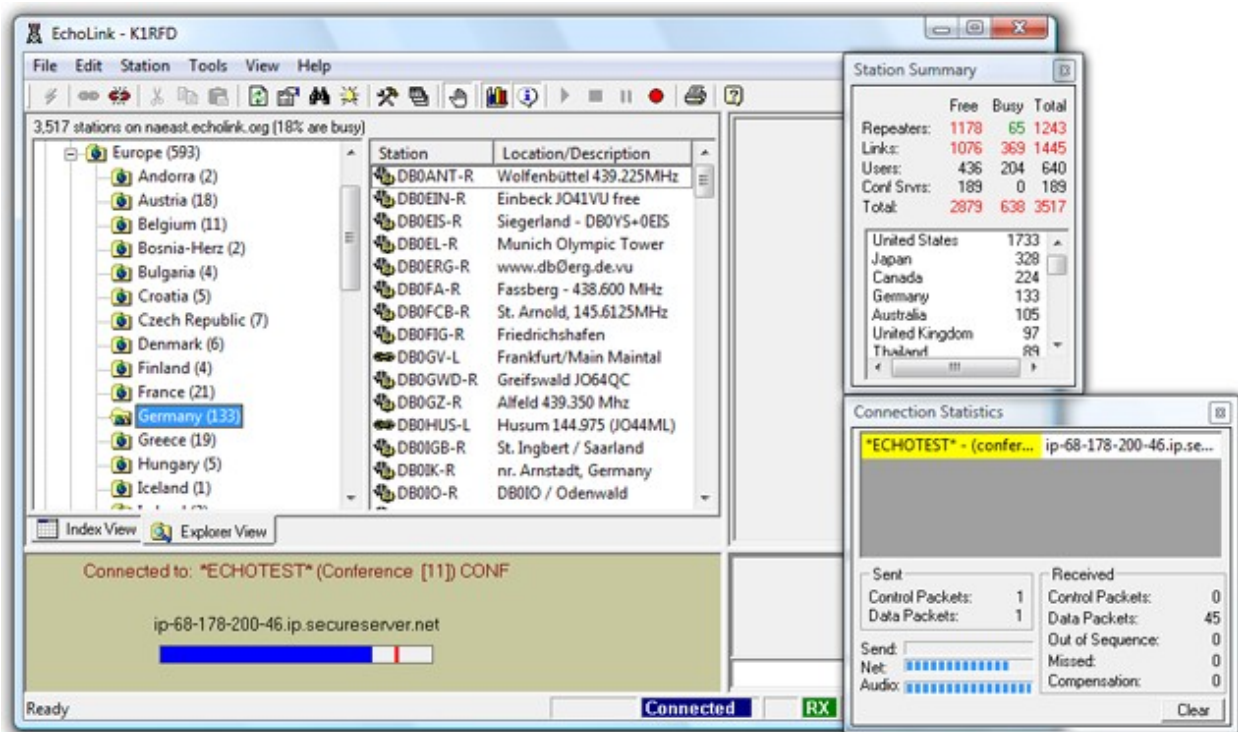 EchoLink - K1RFD
File Edit Station Tools View Help
3,517 stations on naeast.echolink.org (18% are busy)
Europe (593)
Andorra (2)
Austria (18)
Belgium (11)
Bosnia-Herz (2)
Bulgaria (4)
Croatia (5)
Czech Republic (7)
Denmark (6)
Finland (4)
France (21)
Germany (133)
Greece (19)
Hungary (5)
Iceland (1)
Station Location/Description
DB0ANT-R Wolfenbüttel 439.225MHz
DB0EIN-R Einbeck JO41VU free
DB0EIS-R Siegerland - DB0YS+0EIS
DB0EL-R Munich Olympic Tower
DB0ERG-R www.dbØerg.de.vu
DB0FA-R Fassberg - 438.600 MHz
DB0FCB-R St. Arnold, 145.6125MHz
DB0FIG-R Friedrichshafen
DB0GV-L Frankfurt/Main Maintal
DB0GWD-R Greifswald JO64QC
DB0GZ-R Alfeld 439.350 Mhz
DB0HUS-L Husum 144.975 (JO44ML)
DB0IGB-R St. Ingbert / Saarland
DB0IK-R nr. Arnstadt, Germany
DB0IO-R DB0IO / Odenwald
Index View Explorer View
Connected to: *ECHOTEST* (Conference [11]) CONF
ip-68-178-200-46.ip.secureserver.net
Ready Connected RX
Station Summary
Free Busy Total
Repeaters: 1178 65 1243
Links: 1076 369 1445
Users: 436 204 640
Conf Srvrs: 189 0 189
Total: 2879 638 3517
United States 1733
Japan 328
Canada 224
Germany 133
Australia 105
United Kingdom 97
Thailand 89
Connection Statistics
*ECHOTEST* - (confer... ip-68-178-200-46.ip.se...
Sent
Control Packets: 1
Data Packets: 1
Send:
Net:
Audio:
Received
Control Packets: 0
Data Packets: 45
Out of Sequence: 0
Missed: 0
Compensation: 0
Clear